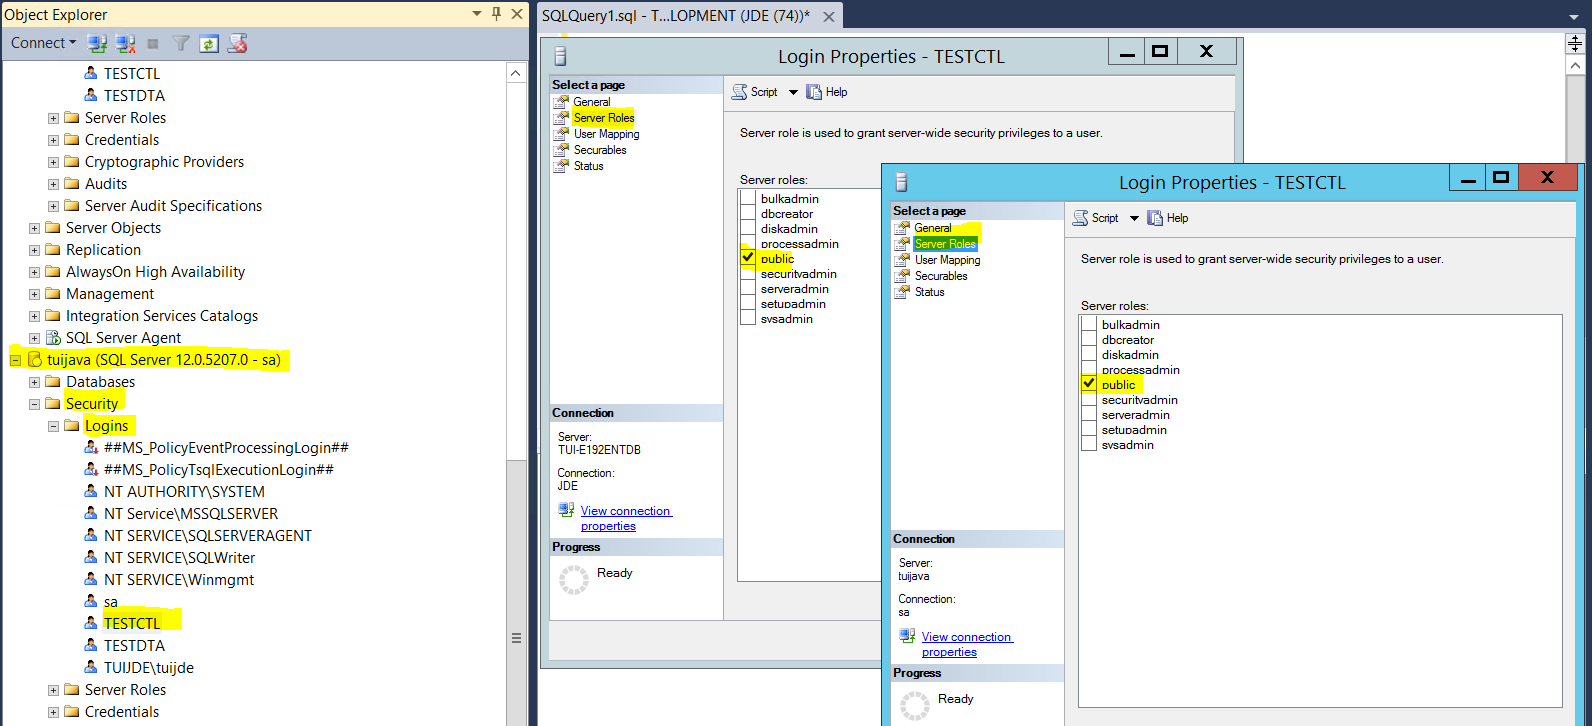 Object Explorer
Connect
TESTCTL
TESTDTA
Server Roles
Credentials
Cryptographic Providers
Audits
Server Audit Specifications
Server Objects
Replication
AlwaysOn High Availability
Management
Integration Services Catalogs
SQL Server Agent
tuijava (SQL Server 12.0.5207.0 - sa)
Databases
Security
Logins
##MS_PolicyEventProcessingLogin##
##MS_PolicyTsqlExecutionLogin##
NT AUTHORITY\SYSTEM
NT Service\MSSQLSERVER
NT SERVICE\SQLSERVERAGENT
NT SERVICE\SQLWriter
NT SERVICE\Winmgmt
sa
TESTCTL
TESTDTA
TUIJDE\tuijde
Server Roles
Credentials
SQLQuery1.sql - T...LOPMENT (JDE (74))*
Login Properties - TESTCTL
Select a page
General
Server Roles
User Mapping
Securables
Status
Script
Help
Server role is used to grant server-wide security privileges to a user.
Server roles:
bulkadmin
dbcreator
diskadmin
processadmin
public
securityadmin
serveradmin
setupadmin
sysadmin
Connection
Server:
TUI-E192ENTDB
Connection:
JDE
View connection
properties
Progress
Ready
Login Properties - TESTCTL
Select a page
General
Server Roles
User Mapping
Securables
Status
Script
Help
Server role is used to grant server-wide security privileges to a user.
Server roles:
bulkadmin
dbcreator
diskadmin
processadmin
public
securityadmin
serveradmin
setupadmin
sysadmin
Connection
Server:
tuijava
Connection:
sa
View connection
properties
Progress
Ready